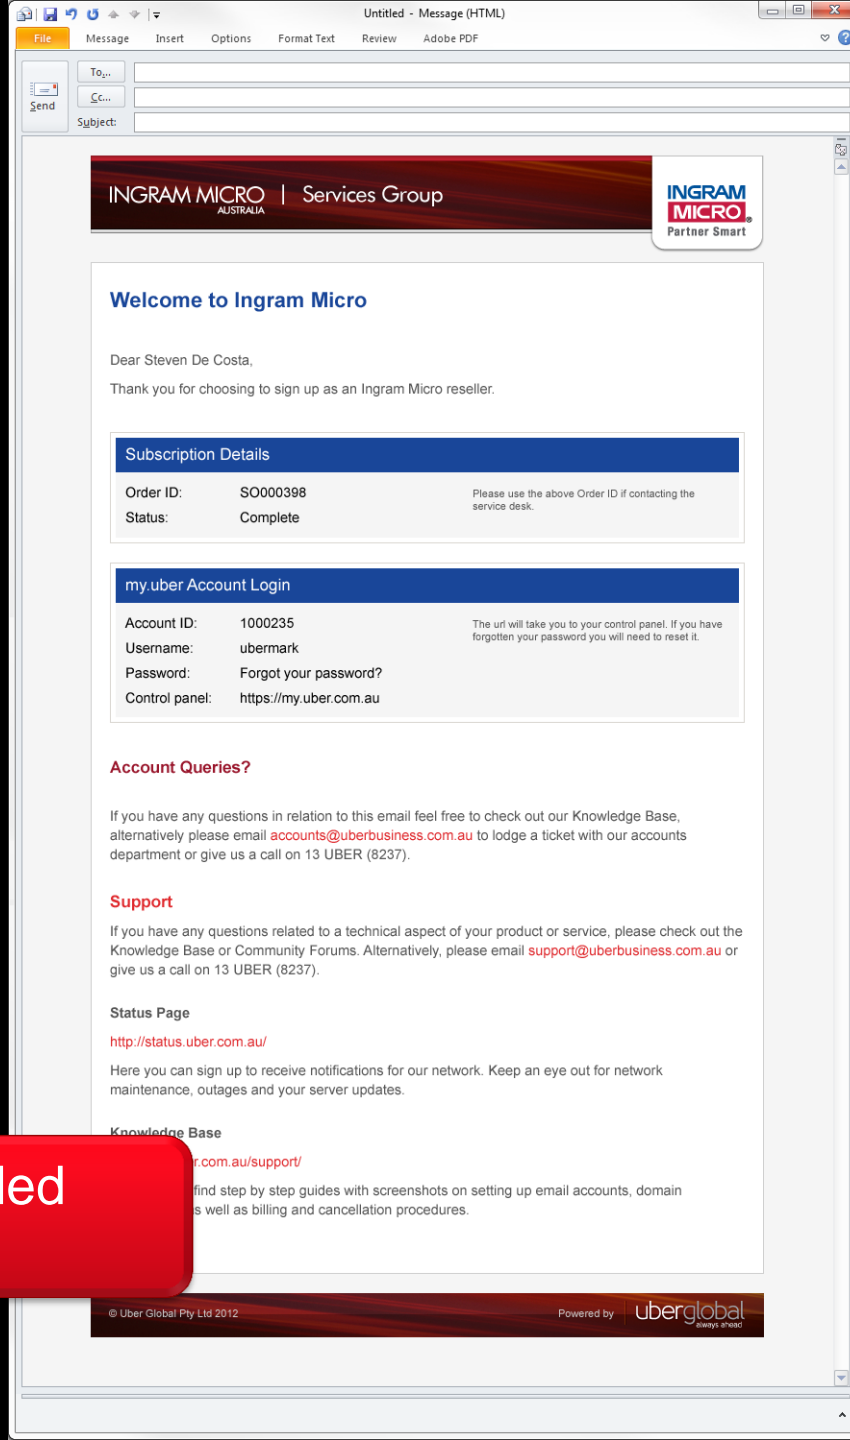 Untitled - Message (HTML)
File Message Insert Options Format Text Review Adobe PDF
To...
Cc...
Send
Subject:
INGRAM MICRO | Services Group
AUSTRALIA
INGRAM
MICRO®
Partner Smart
Welcome to Ingram Micro
Dear Steven De Costa,
Thank you for choosing to sign up as an Ingram Micro reseller.
Subscription Details
Order ID: SO000398
Status: Complete
Please use the above Order ID if contacting the
service desk.
my.uber Account Login
Account ID: 1000235
Username: ubermark
Password: Forgot your password?
Control panel: https://my.uber.com.au
The url will take you to your control panel. If you have
forgotten your password you will need to reset it.
Account Queries?
If you have any questions in relation to this email feel free to check out our Knowledge Base,
alternatively please email accounts@uberbusiness.com.au to lodge a ticket with our accounts
department or give us a call on 13 UBER (8237).
Support
If you have any questions related to a technical aspect of your product or service, please check out the
Knowledge Base or Community Forums. Alternatively, please email support@uberbusiness.com.au or
give us a call on 13 UBER (8237).
Status Page
http://status.uber.com.au/
Here you can sign up to receive notifications for our network. Keep an eye out for network
maintenance, outages and your server updates.
Knowledge Base
r.com.au/support/
led
find step by step guides with screenshots on setting up email accounts, domain
s well as billing and cancellation procedures.
© Uber Global Pty Ltd 2012
Powered by uberglobal
always ahead